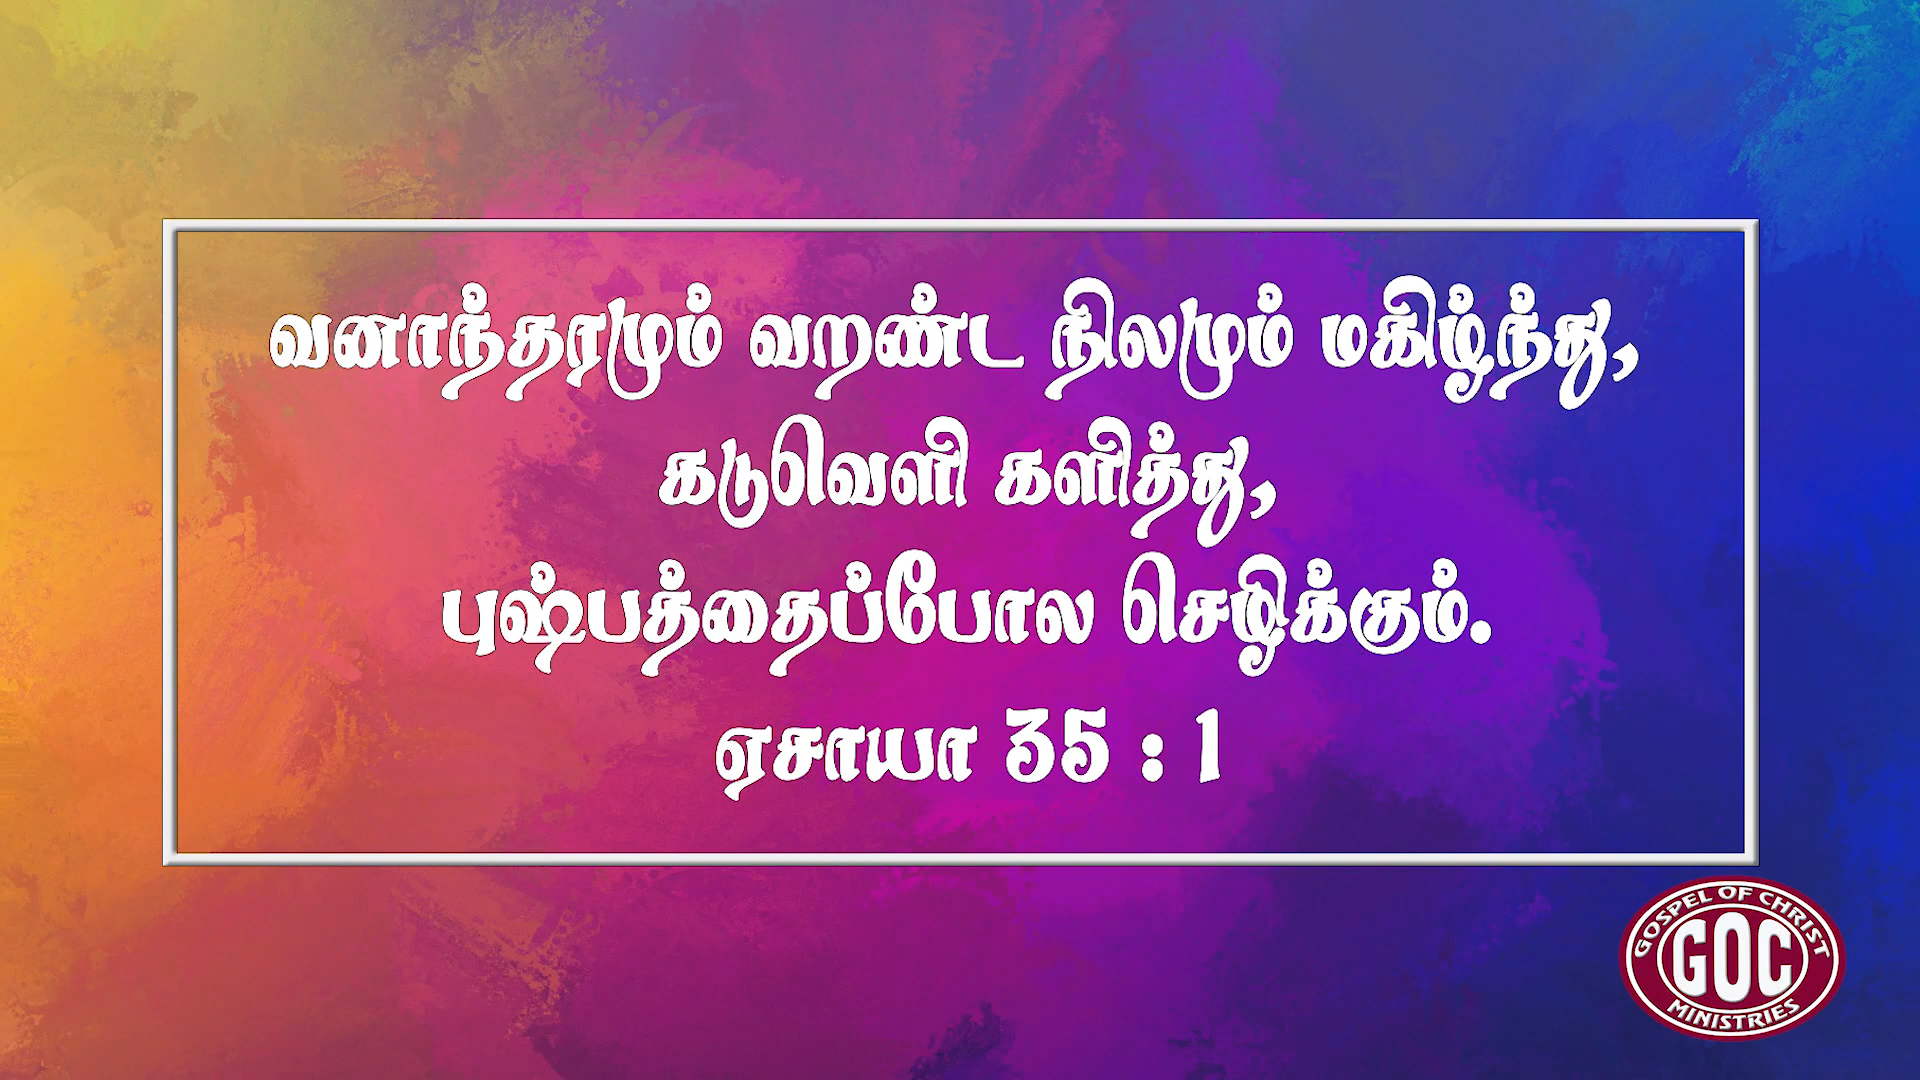 வனாந்தரமும் வறண்ட நிலமும் மகிழ்ந்து,
கடுவெளி களித்து,
புஷ்பத்தைப்போல செழிக்கும்.
ஏசாயா 35 : 1
GOSPEL OF CHRIST
GOC
MINISTRIES